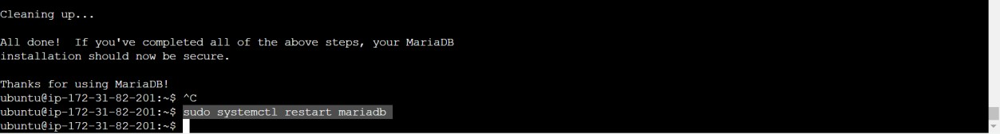 Cleaning up...
All done!  If you've completed all of the above steps, your MariaDB
installation should now be secure.
Thanks for using MariaDB!
ubuntu@ip-172-31-82-201:~$ ^C
ubuntu@ip-172-31-82-201:~$ sudo systemctl restart mariadb
ubuntu@ip-172-31-82-201:~$